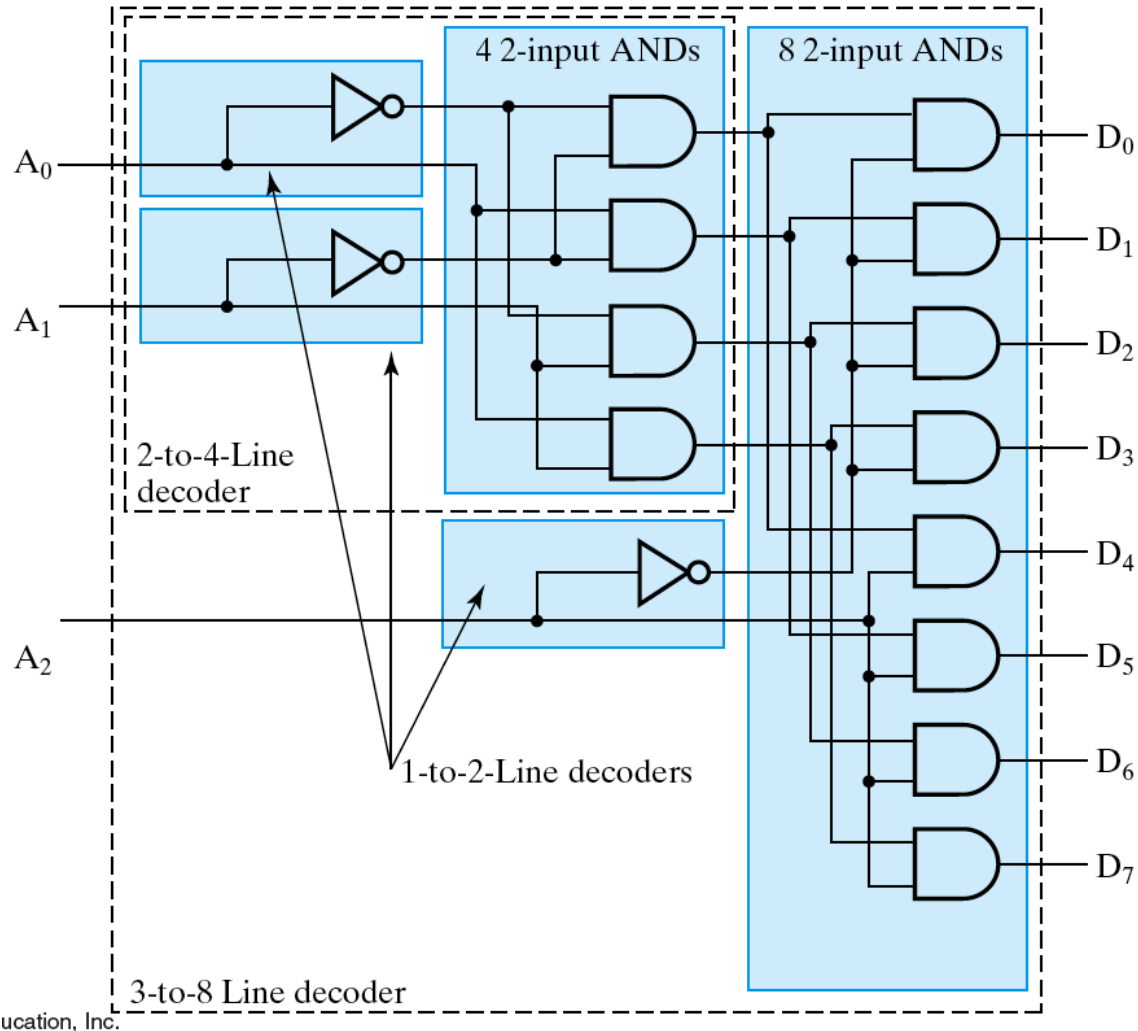 4 2-input ANDs
8 2-input ANDs
A₀
A₁
A₂
2-to-4-Line
decoder
1-to-2-Line decoders
3-to-8 Line decoder
D₀
D₁
D₂
D₃
D₄
D₅
D₆
D₇
ucation, Inc.